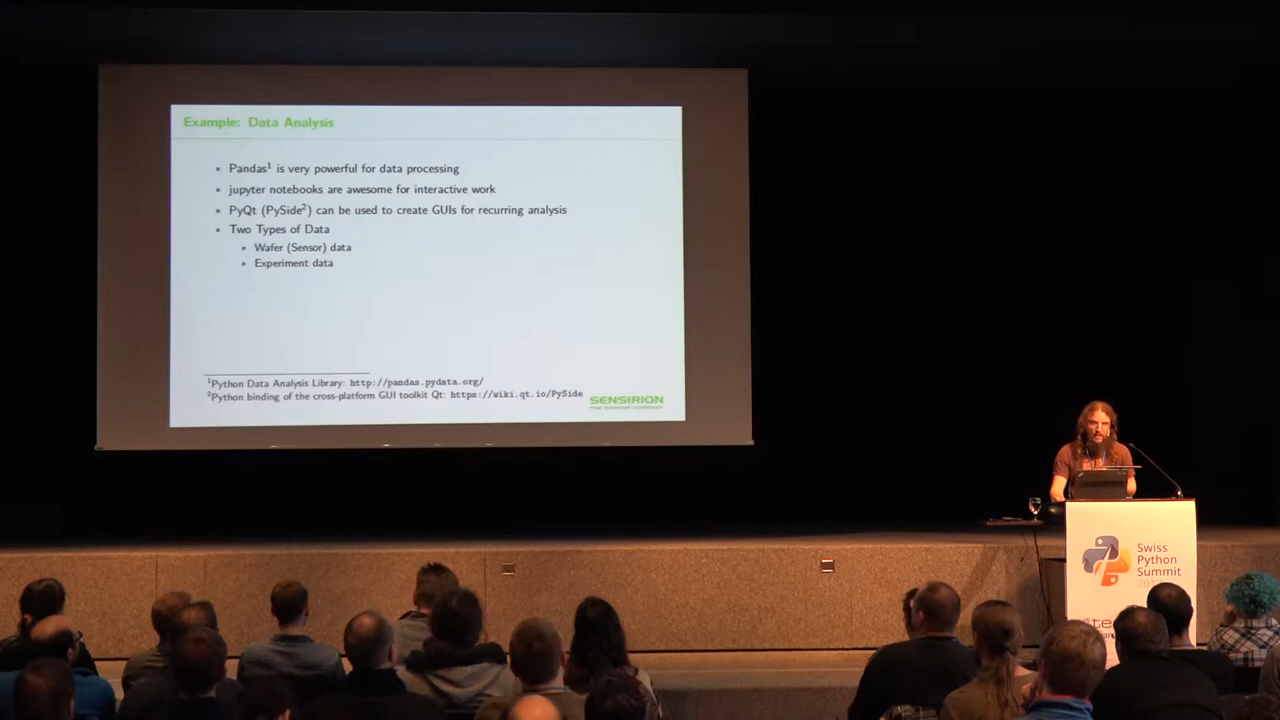 Example: Data Analysis
Pandas¹ is very powerful for data processing
jupyter notebooks are awesome for interactive work
PyQt (PySide²) can be used to create GUIs for recurring analysis
Two Types of Data
Wafer (Sensor) data
Experiment data
¹Python Data Analysis Library: http://pandas.pydata.org/
²Python binding of the cross-platform GUI toolkit Qt: https://wiki.qt.io/PySide
SENSIRION
THE SENSOR COMPANY
Swiss
Python
Summit